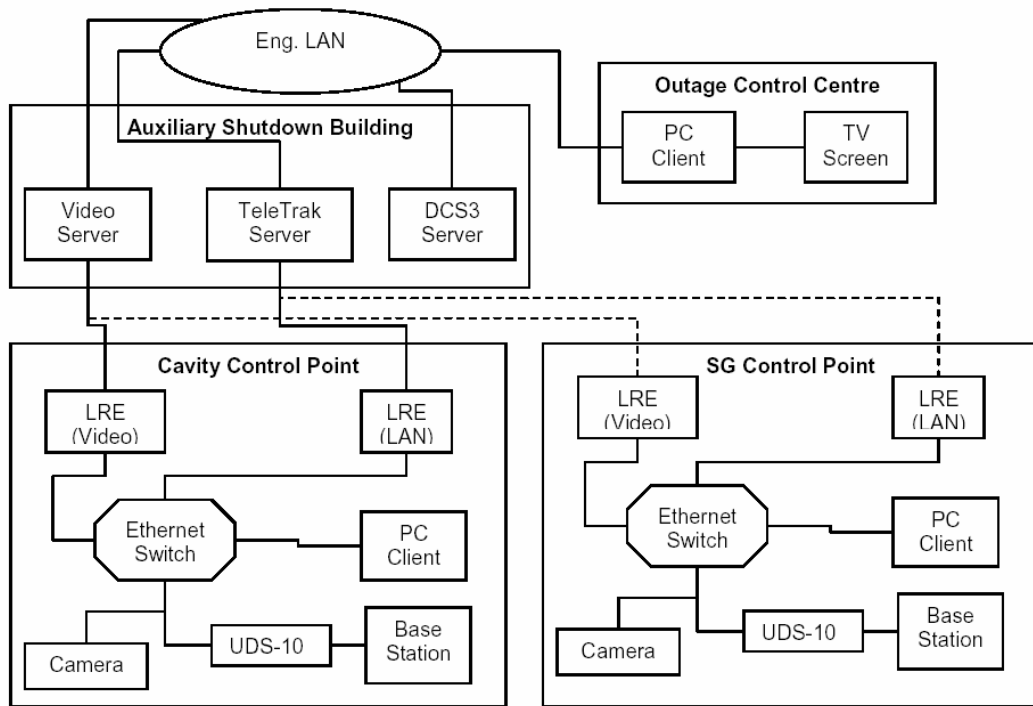 Eng. LAN
Outage Control Centre
PC
Client
TV
Screen
Auxiliary Shutdown Building
Video
Server
TeleTrak
Server
DCS3
Server
Cavity Control Point
LRE
(Video)
LRE
(LAN)
Ethernet
Switch
PC
Client
Camera
UDS-10
Base
Station
SG Control Point
LRE
(Video)
LRE
(LAN)
Ethernet
Switch
PC
Client
Camera
UDS-10
Base
Station